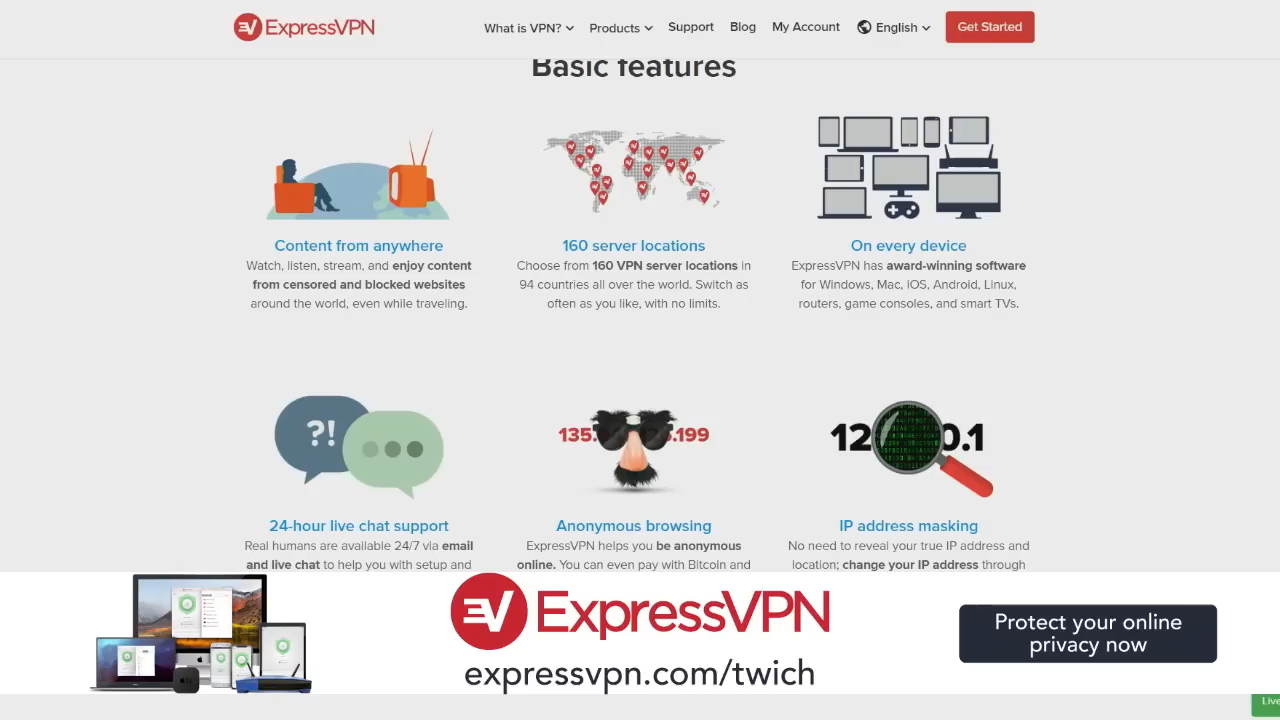 ExpressVPN
What is VPN?
Products
Support
Blog
My Account
English
Get Started
Basic features
Content from anywhere
Watch, listen, stream, and enjoy content
from censored and blocked websites
around the world, even while traveling.
160 server locations
Choose from 160 VPN server locations in
94 countries all over the world. Switch as
often as you like, with no limits.
On every device
ExpressVPN has award-winning software
for Windows, Mac, iOS, Android, Linux,
routers, game consoles, and smart TVs.
?!
24-hour live chat support
Real humans are available 24/7 via email
and live chat to help you with setup and
135. .199
Anonymous browsing
ExpressVPN helps you be anonymous
online. You can even pay with Bitcoin and
12 0.1
IP address masking
No need to reveal your true IP address and
location; change your IP address through
ExpressVPN
expressvpn.com/twich
Protect your online
privacy now
Live